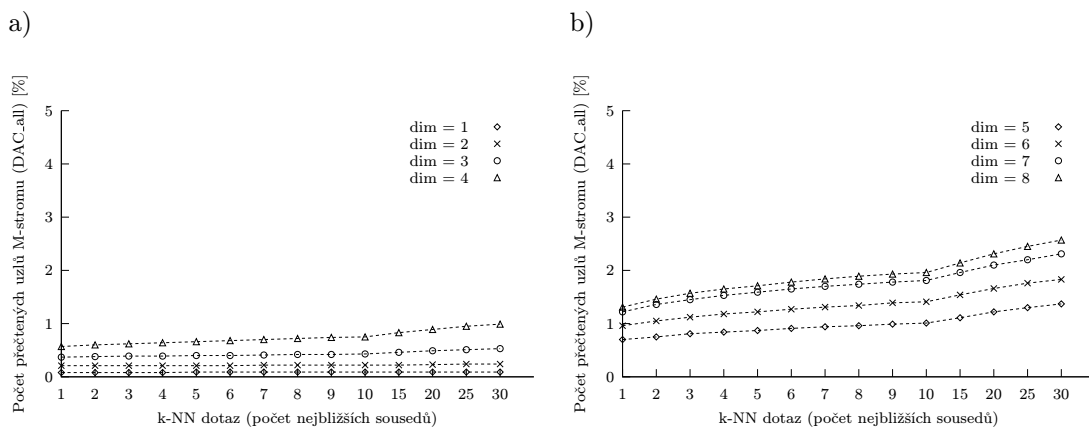 a)
Počet přečtených uzlů M-stromu (DAC_all) [%]
5
4
3
2
1
0
dim = 1
dim = 2
dim = 3
dim = 4
1 2 3 4 5 6 7 8 9 10 15 20 25 30
k-NN dotaz (počet nejbližších sousedů)
b)
Počet přečtených uzlů M-stromu (DAC_all) [%]
5
4
3
2
1
0
dim = 5
dim = 6
dim = 7
dim = 8
1 2 3 4 5 6 7 8 9 10 15 20 25 30
k-NN dotaz (počet nejbližších sousedů)